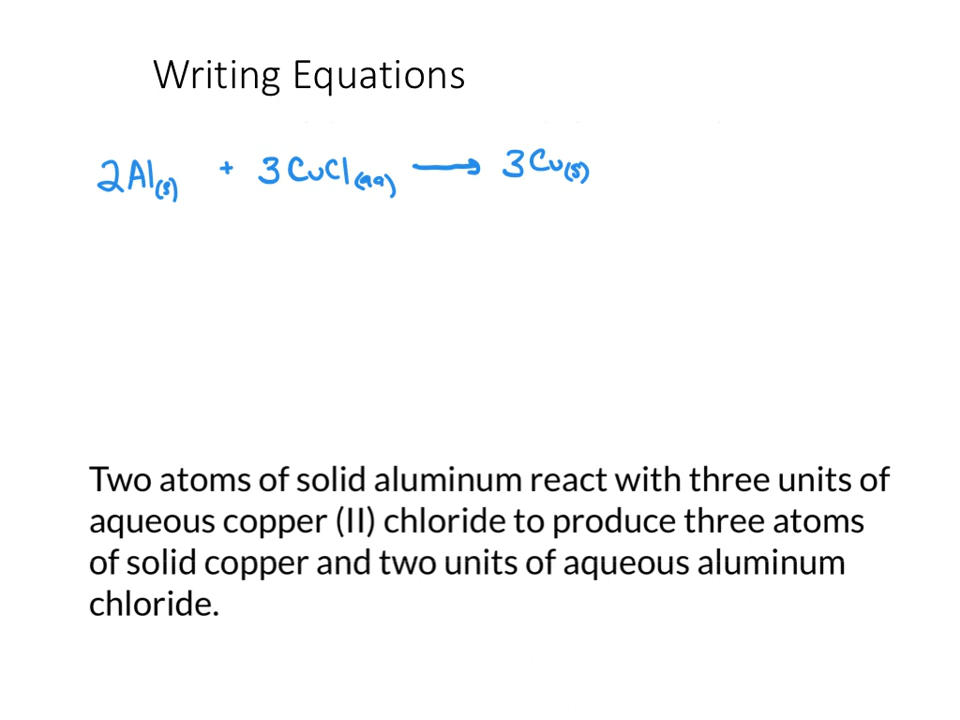 Writing Equations
2Al(s) + 3CuCl(aq) → 3Cu(s)
Two atoms of solid aluminum react with three units of
aqueous copper (II) chloride to produce three atoms
of solid copper and two units of aqueous aluminum
chloride.